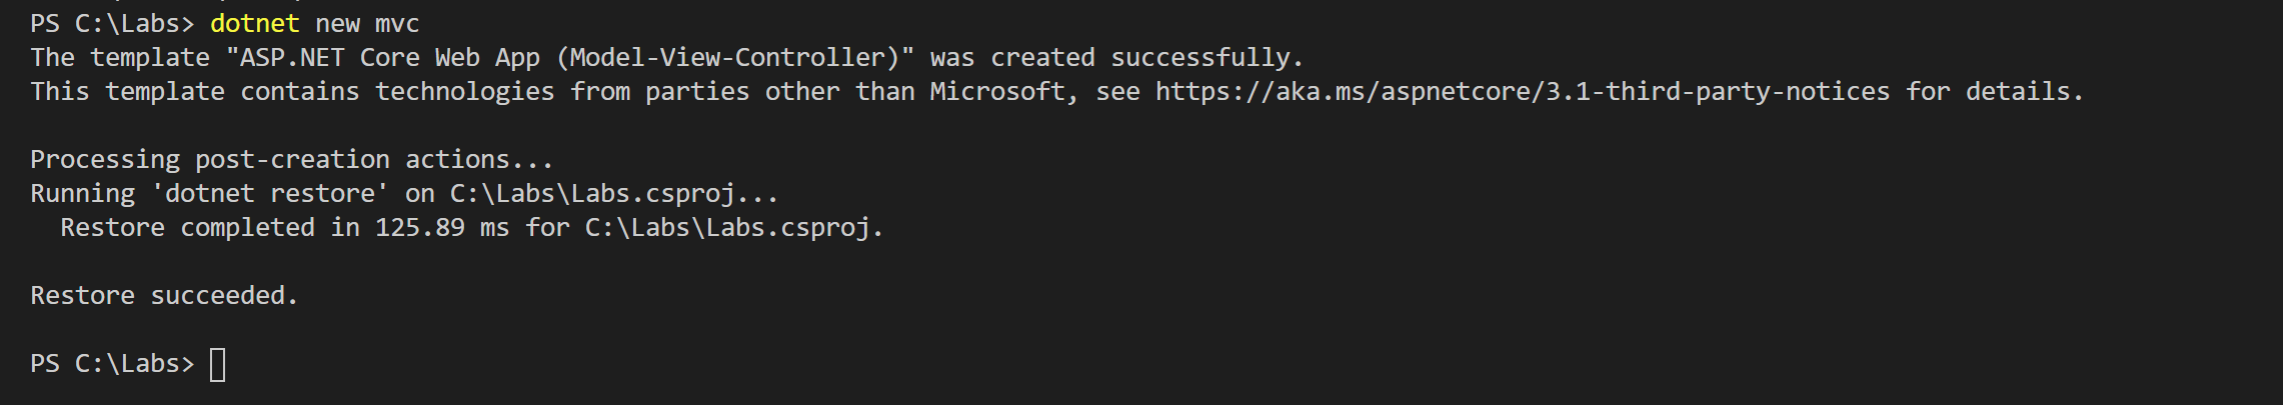 PS C:\Labs> dotnet new mvc
The template "ASP.NET Core Web App (Model-View-Controller)" was created successfully.
This template contains technologies from parties other than Microsoft, see https://aka.ms/aspnetcore/3.1-third-party-notices for details.
Processing post-creation actions...
Running 'dotnet restore' on C:\Labs\Labs.csproj...
Restore completed in 125.89 ms for C:\Labs\Labs.csproj.
Restore succeeded.
PS C:\Labs>